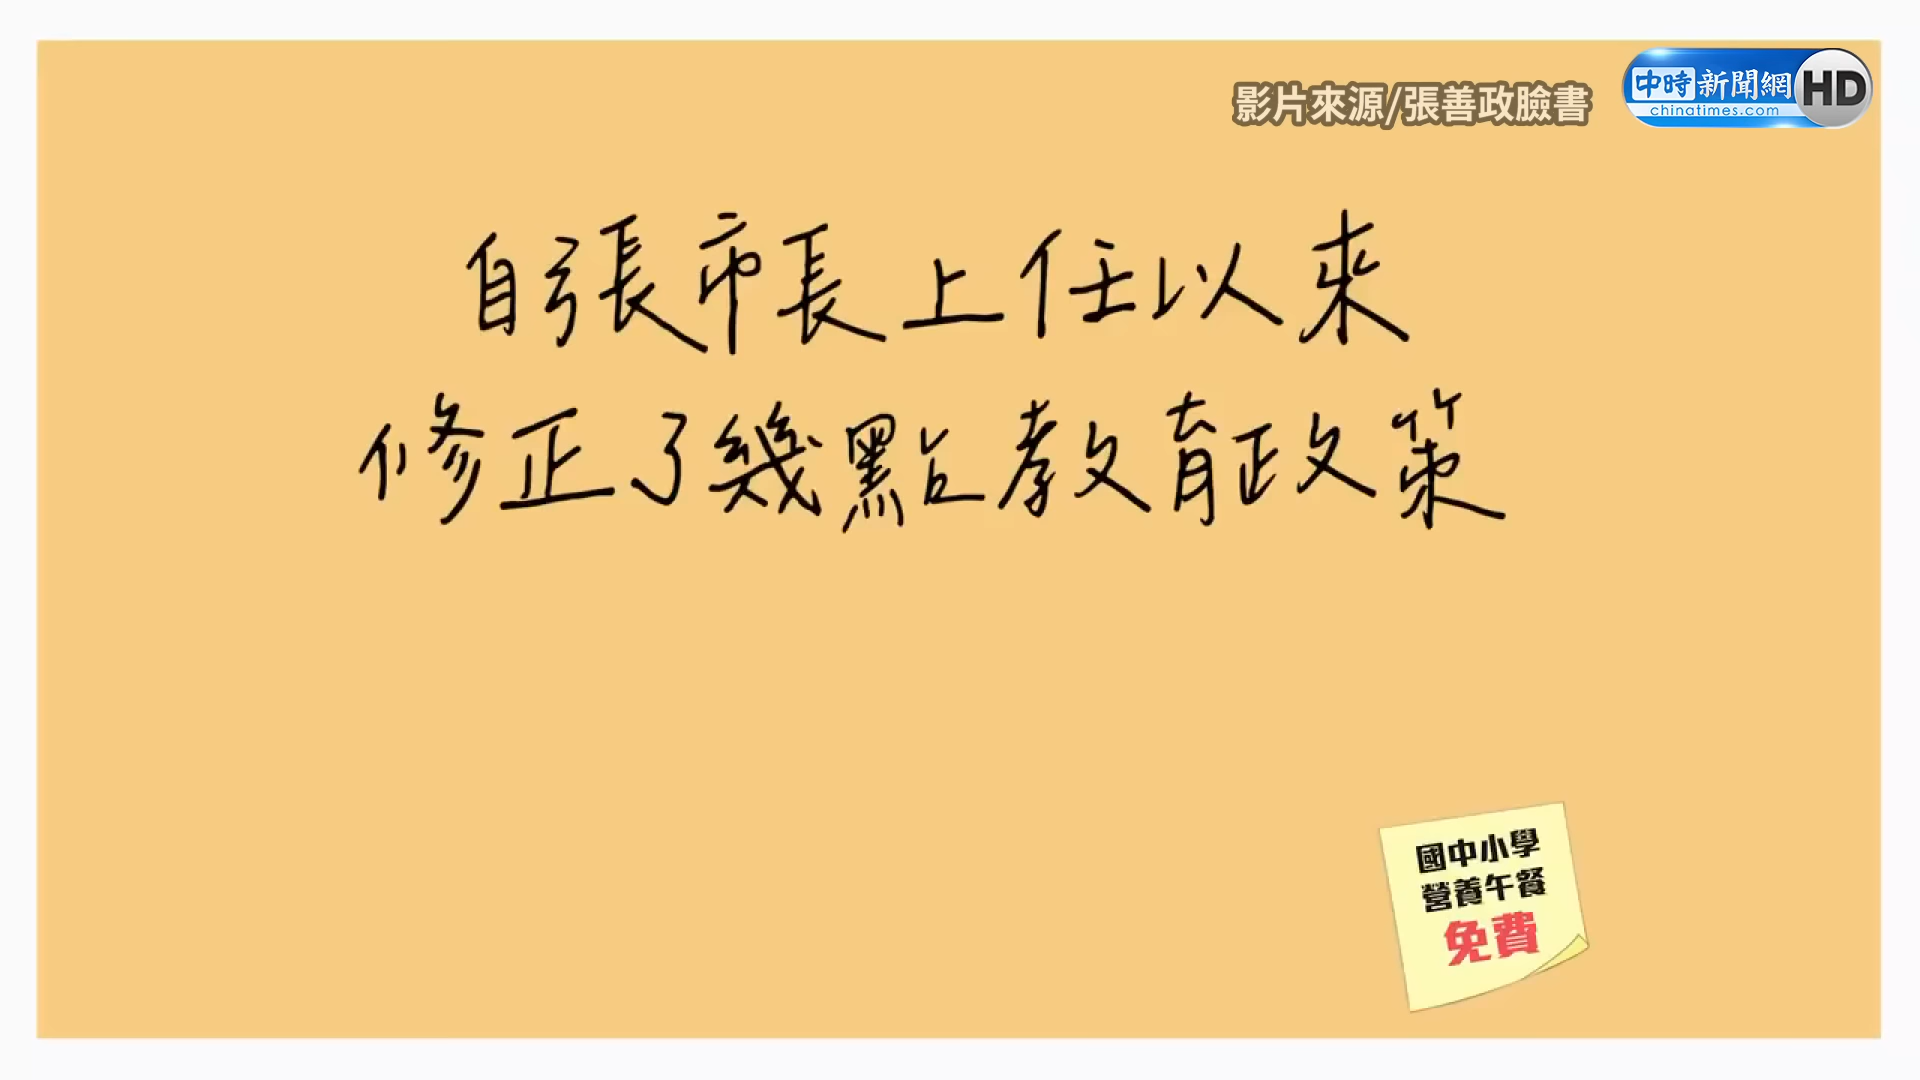 影片來源/張善政臉書
中時新聞網HD
chinatimes.com
自張市長上任以來
修正了幾點教育政策
國中小學
營養午餐
免費